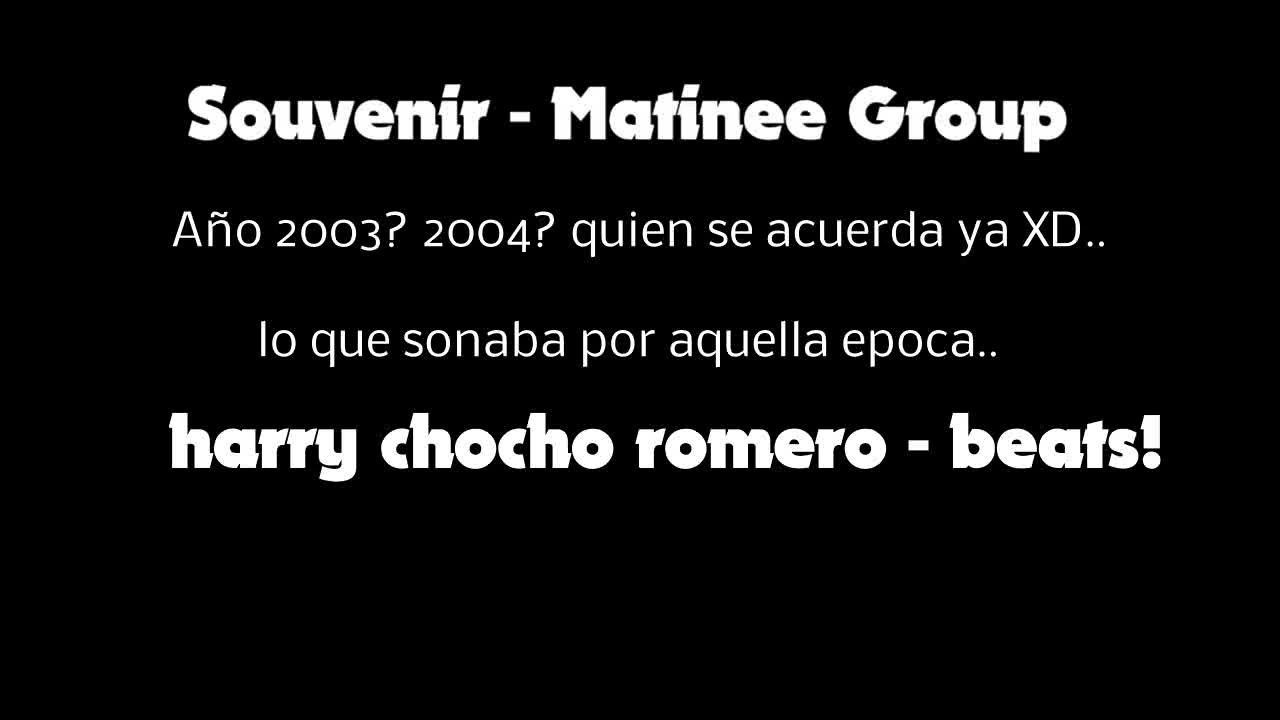 Souvenir - Matinee Group
Año 2003? 2004? quien se acuerda ya XD..
lo que sonaba por aquella epoca..
harry chocho romero - beats!